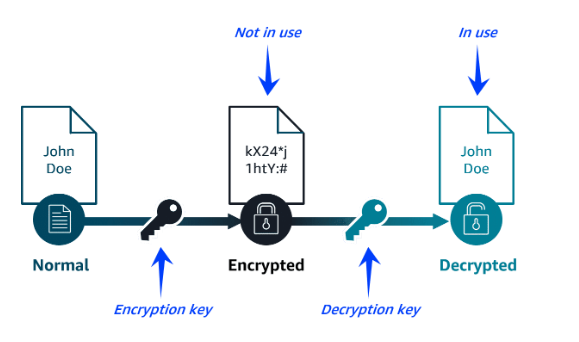 Not in use
In use
John
Doe
kX24*j
1htY:#
John
Doe
Normal
Encrypted
Decrypted
Encryption key
Decryption key